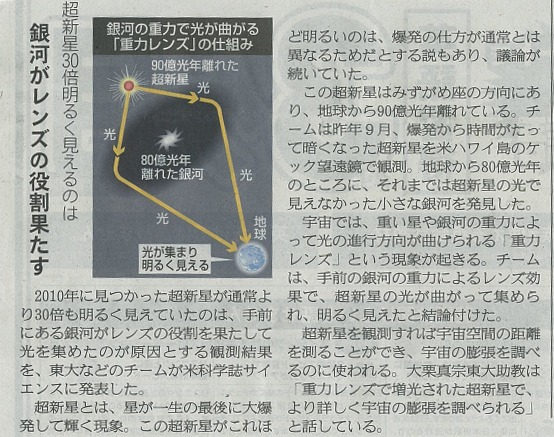 超新星30倍明るく見えるのは
銀河がレンズの役割果たす
銀河の重力で光が曲がる
「重力レンズ」の仕組み
90億光年離れた
超新星
光
光
80億光年
離れた銀河
光
光
地球
光が集まり
明るく見える
2010年に見つかった超新星が通常よ
り30倍も明るく見えていたのは、手前
にある銀河がレンズの役割を果たして
光を集めたのが原因とする観測結果
を、東大などのチームが米科学誌サイ
エンスに発表した。
超新星とは、星が一生の最後に大爆
発して輝く現象。この超新星がこれほ
ど明るいのは、爆発の仕方が通常とは
異なるためだとする説もあり、議論が
続いていた。
この超新星はみずがめ座の方向にあ
り、地球から90億光年離れている。チ
ームは昨年9月、爆発から時間がたっ
て暗くなった超新星を米ハワイ島のケ
ック望遠鏡で観測。地球から80億光年
のところに、それまでは超新星の光で
見えなかった小さな銀河を発見した。
宇宙では、重い星や銀河の重力によ
って光の進行方向が曲げられる「重力
レンズ」という現象が起きる。チーム
は、手前の銀河の重力によるレンズ効
果で、超新星の光が曲がって集めら
れ、明るく見えたと結論付けた。
超新星を観測すれば宇宙空間の距離
を測ることができ、宇宙の膨張を調べ
るのに使われる。大栗真宗東大助教は
「重力レンズで増光された超新星で、
より詳しく宇宙の膨張を調べられる」
と話している。